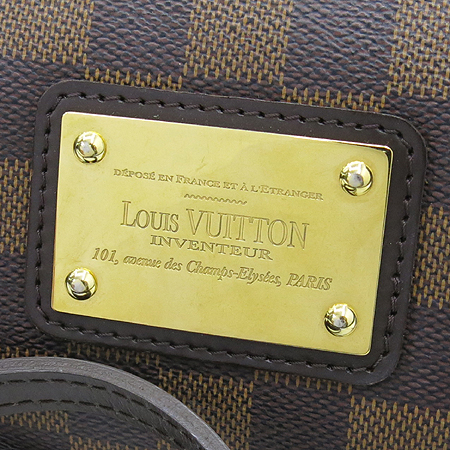 DÉPOSÉ EN FRANCE ET À L'ÉTRANGER
LOUIS VUITTON
INVENTEUR
101, avenue des Champs-Elysées, PARIS